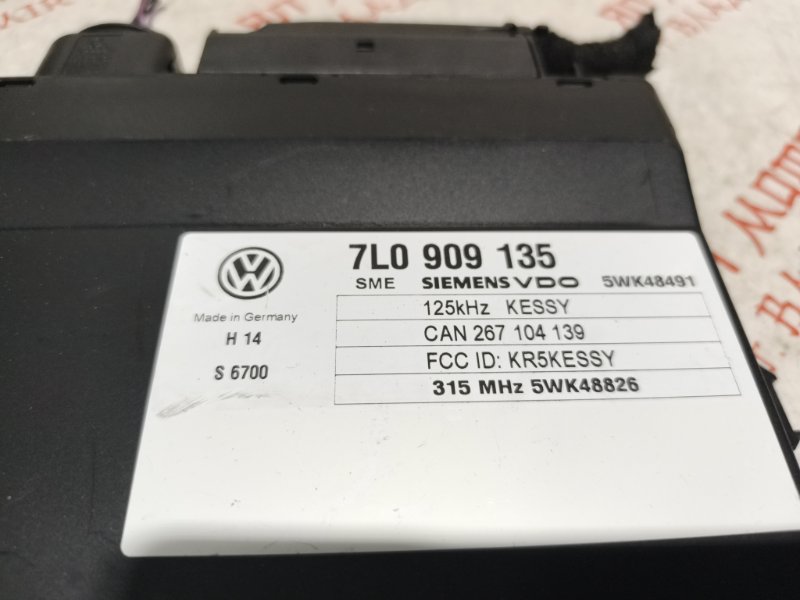 7L0 909 135
SME SIEMENS VDO 5WK48491
Made in Germany
H 14
S 6700
125kHz KESSY
CAN 267 104 139
FCC ID: KR5KESSY
315 MHz 5WK48826